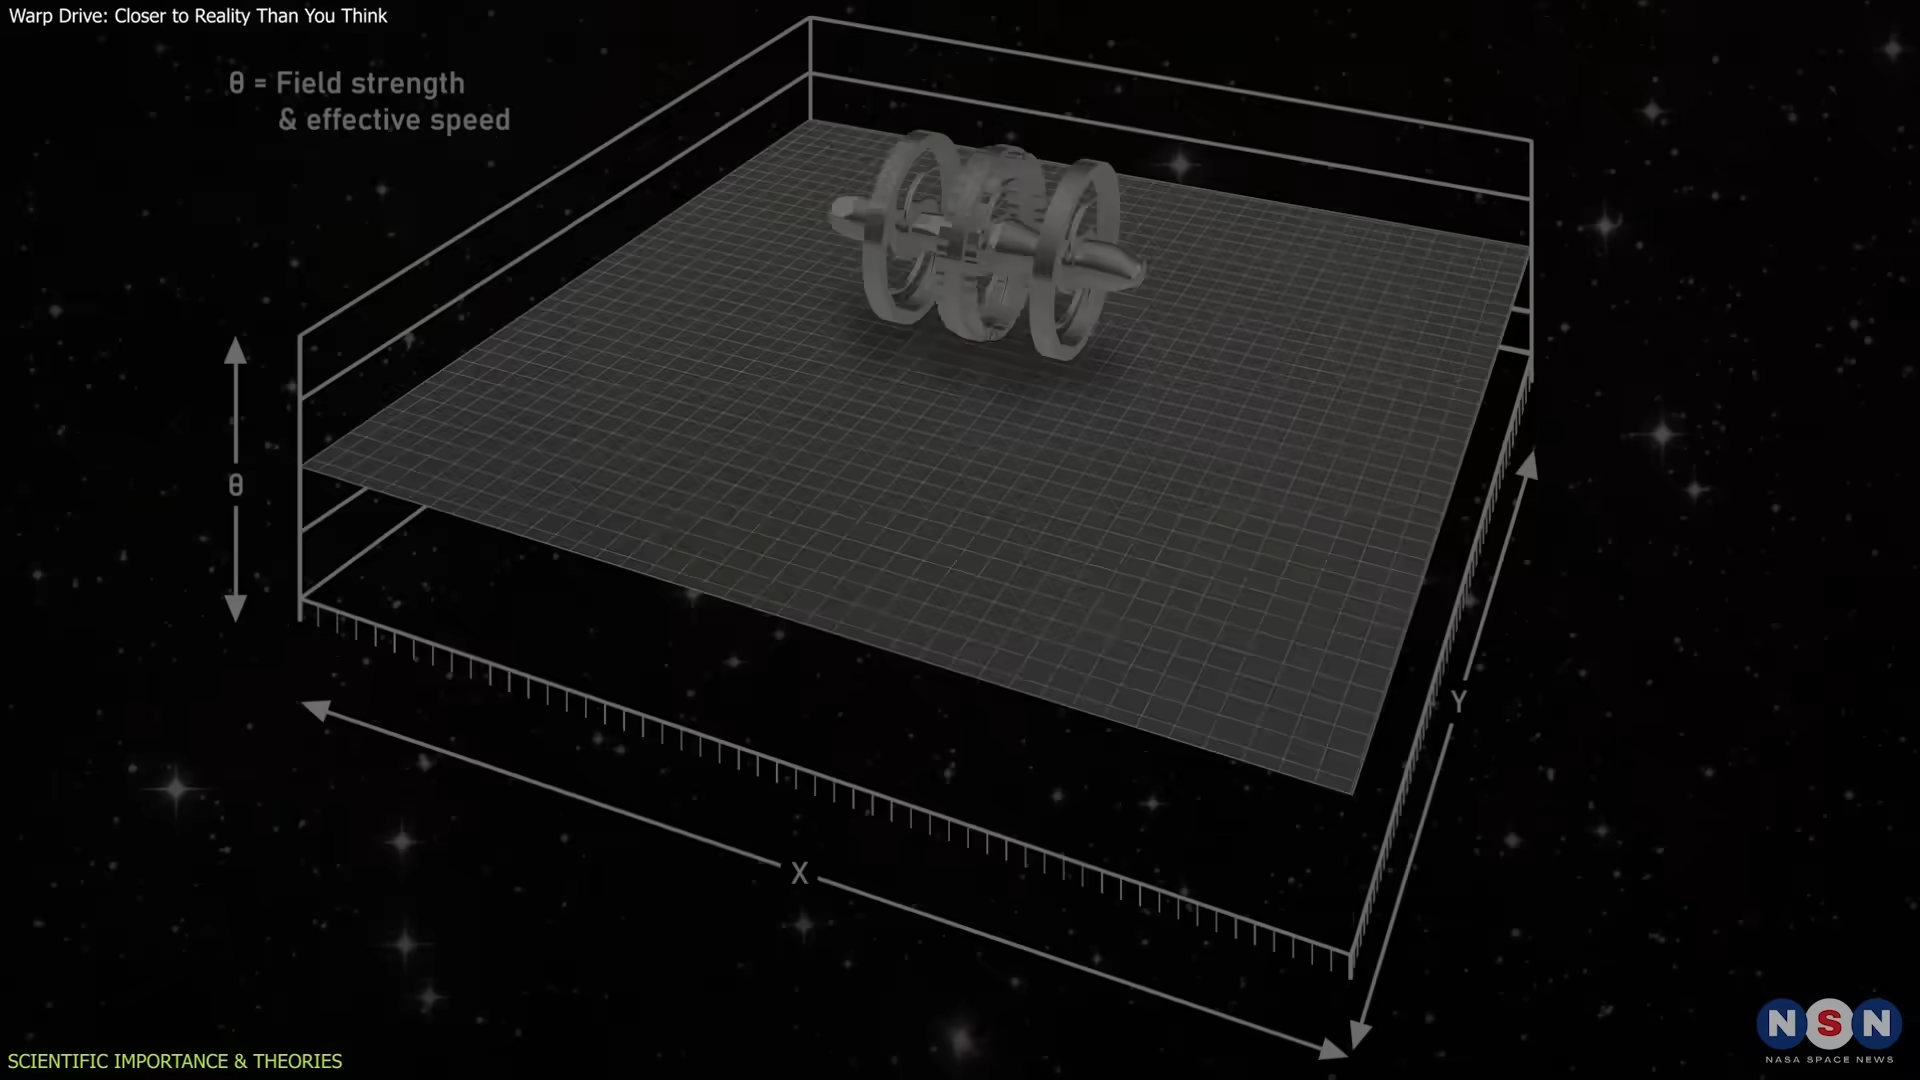 Warp Drive: Closer to Reality Than You Think
θ = Field strength
& effective speed
θ
Y
X
NSN
NASA SPACE NEWS
SCIENTIFIC IMPORTANCE & THEORIES